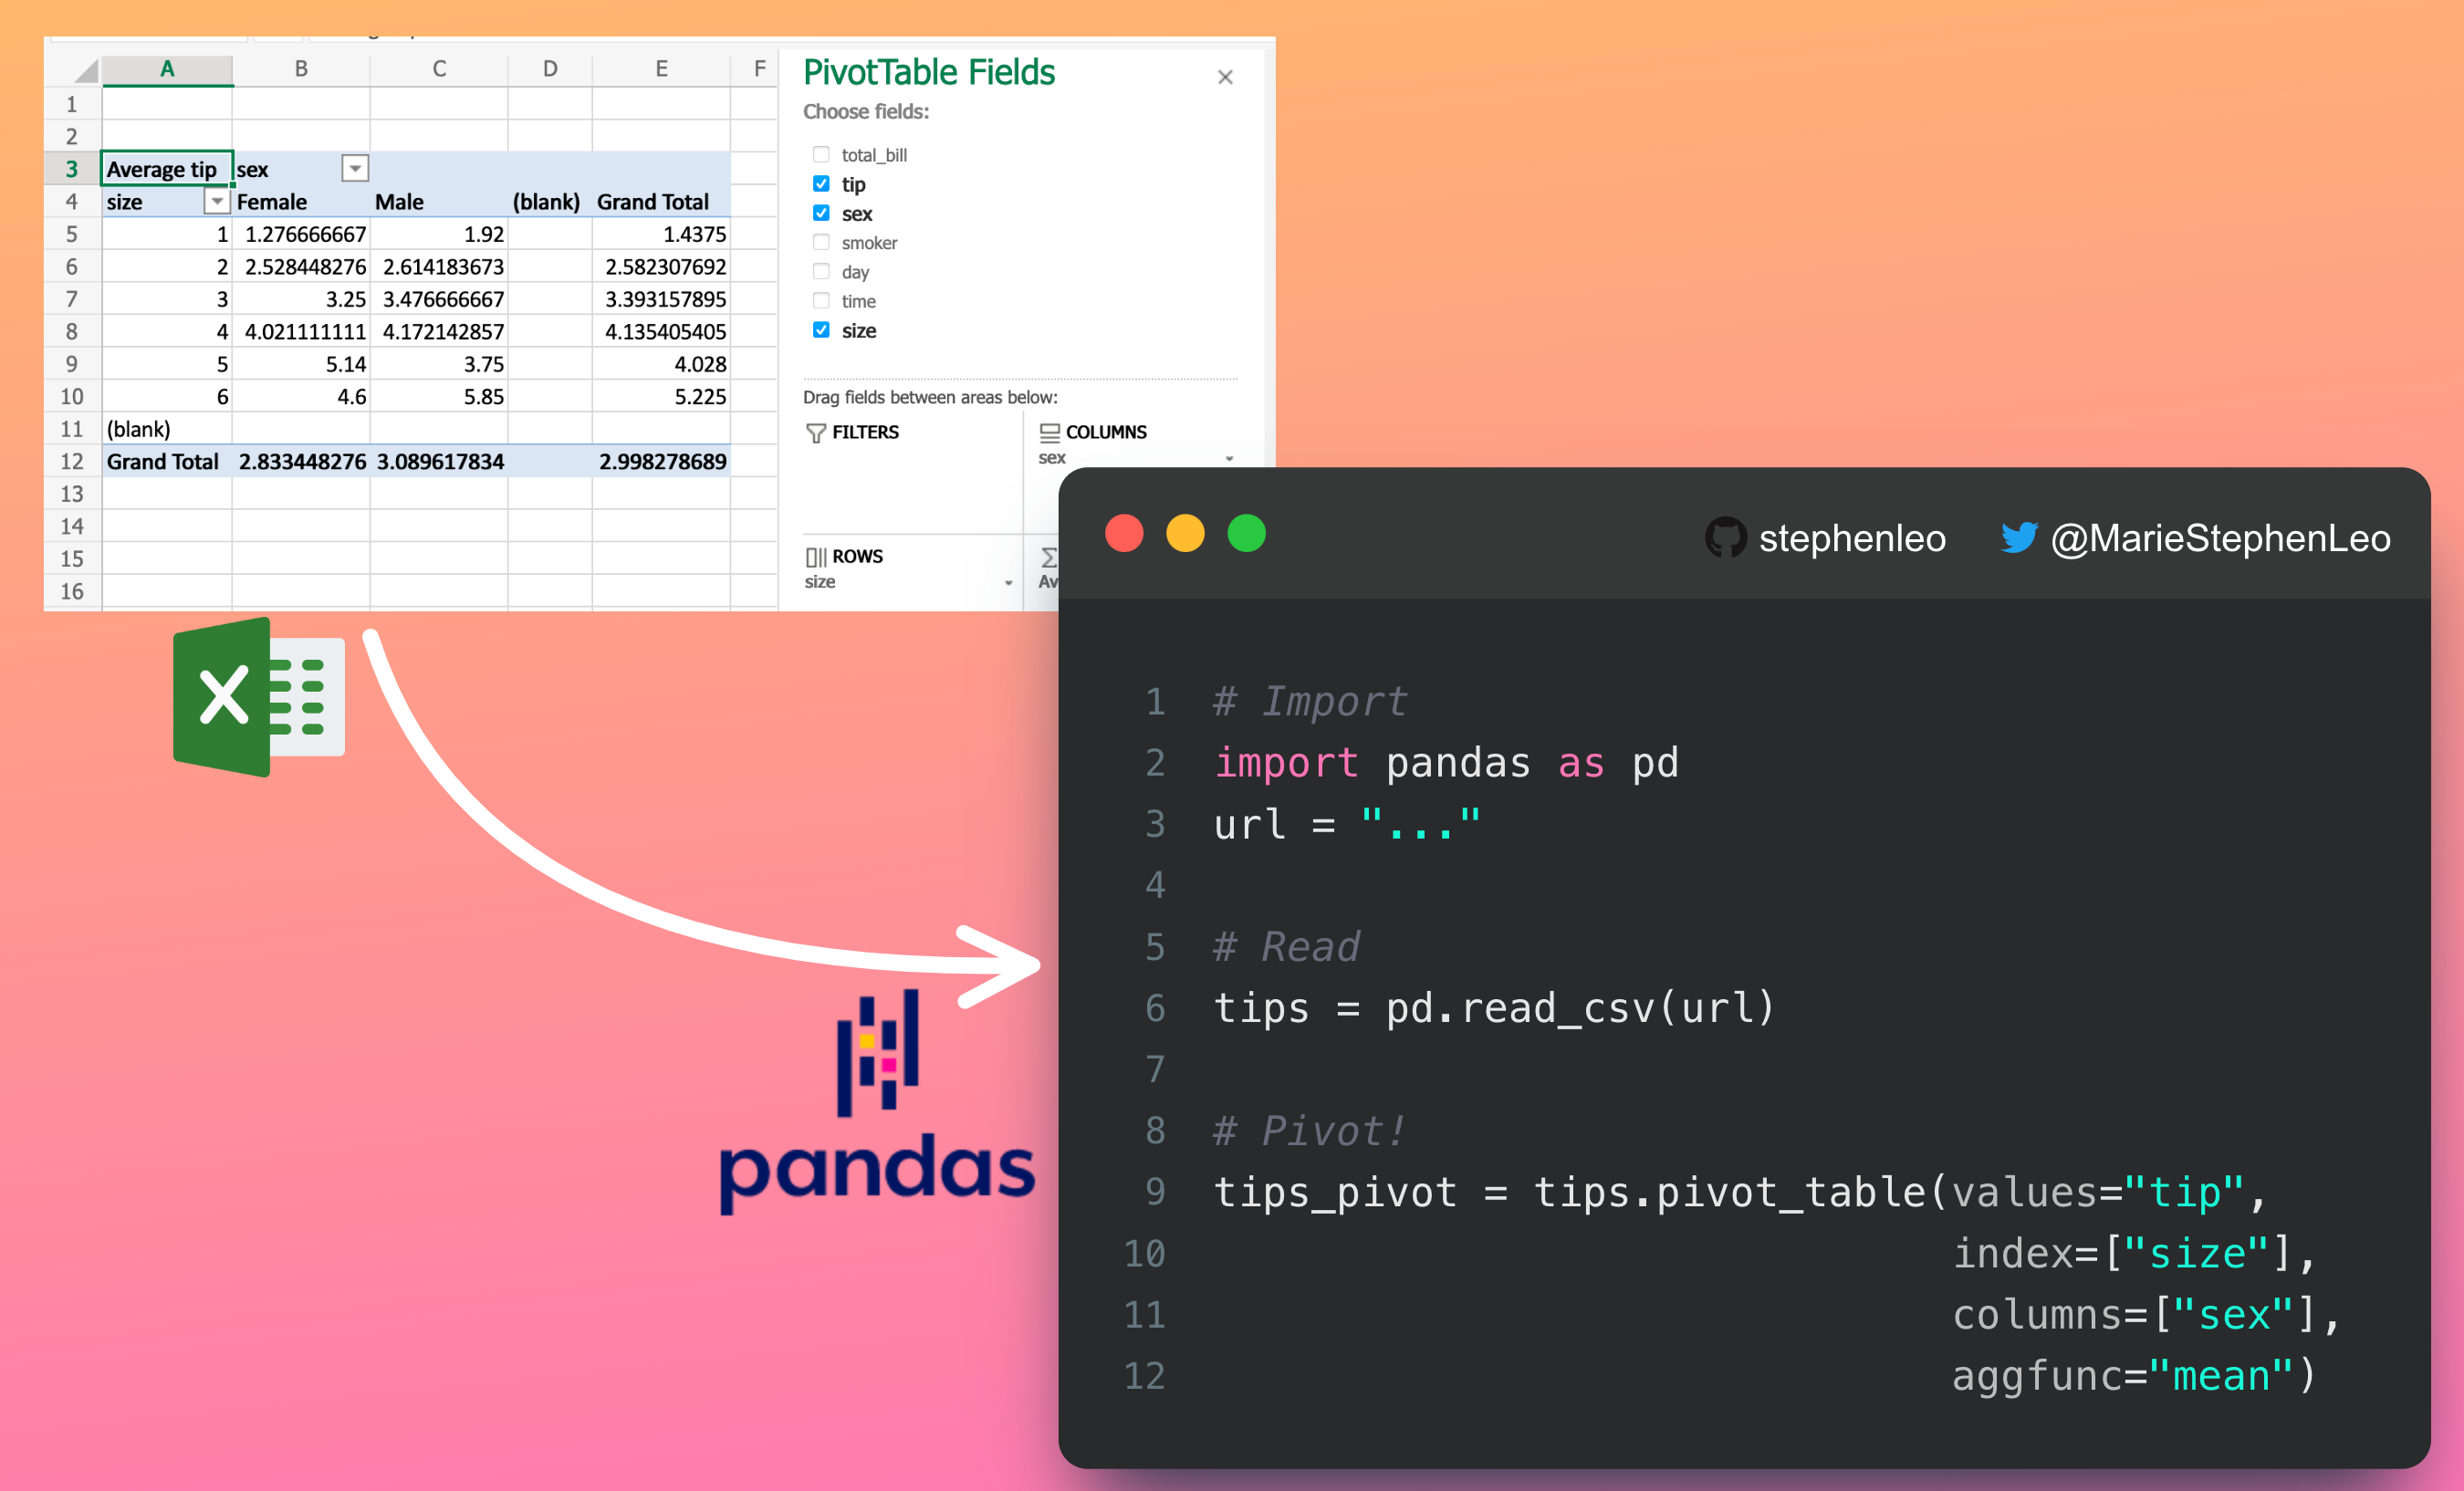 A B C D E F
1
2
3 Average tip sex
4 size Female Male (blank) Grand Total
5 1 1.276666667 1.92 1.4375
6 2 2.528448276 2.614183673 2.582307692
7 3 3.25 3.476666667 3.393157895
8 4 4.021111111 4.172142857 4.135405405
9 5 5.14 3.75 4.028
10 6 4.6 5.85 5.225
11 (blank)
12 Grand Total 2.833448276 3.089617834 2.998278689
13
14
15
16
PivotTable Fields
Choose fields:
total_bill
tip
sex
smoker
day
time
size
Drag fields between areas below:
FILTERS
COLUMNS
sex
ROWS
size
Σ
Av
X
pandas
stephenleo @MarieStephenLeo
1 # Import
2 import pandas as pd
3 url = "..."
4
5 # Read
6 tips = pd.read_csv(url)
7
8 # Pivot!
9 tips_pivot = tips.pivot_table(values="tip",
10 index=["size"],
11 columns=["sex"],
12 aggfunc="mean")